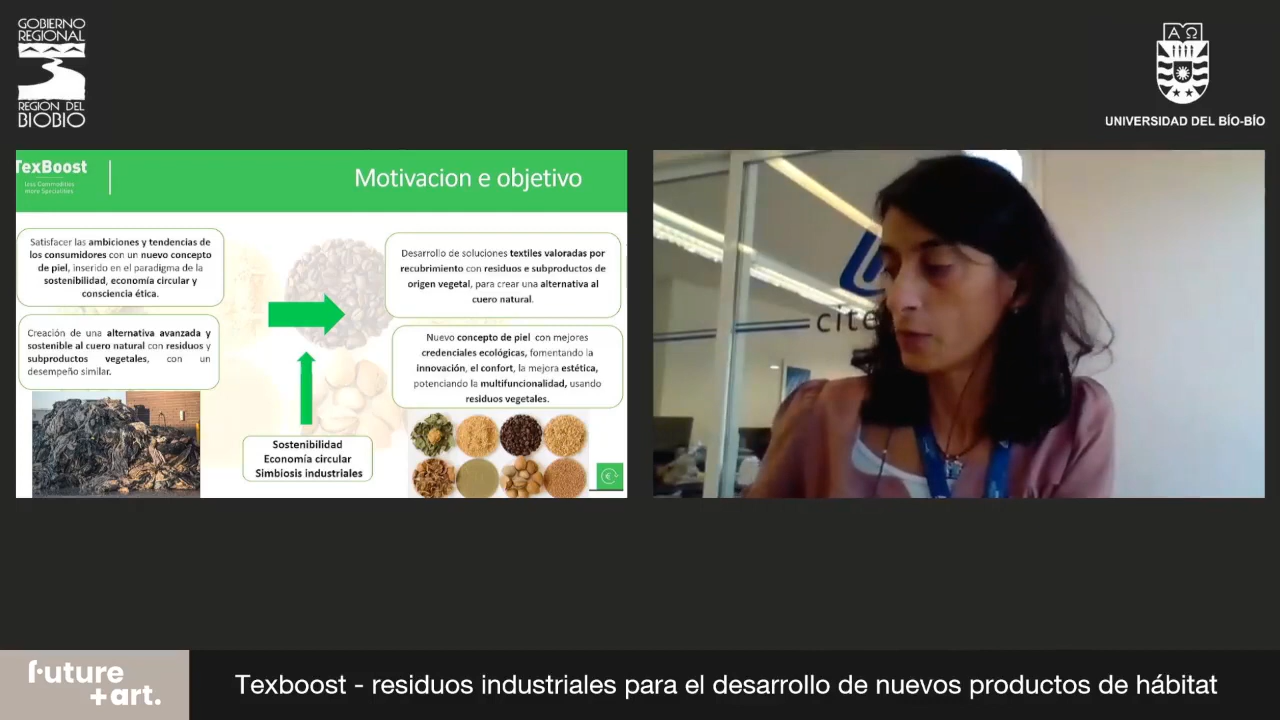 GOBIERNO
REGIONAL
REGIÓN DEL
BIOBIO
UNIVERSIDAD DEL BÍO-BÍO
TexBoost
less Commodities
more Specialities
Motivacion e objetivo
Satisfacer las ambiciones y tendencias de
los consumidores con un nuevo concepto
de piel, inserido en el paradigma de la
sostenibilidad, economía circular y
consciencia ética.
Creación de una alternativa avanzada y
sostenible al cuero natural con residuos y
subproductos vegetales, con un
desempeño similar.
Sostenibilidad
Economía circular
Simbiosis industriales
Desarrollo de soluciones textiles valoradas por
recubrimiento con residuos e subproductos de
origen vegetal, para crear una alternativa al
cuero natural.
Nuevo concepto de piel con mejores
credenciales ecológicas, fomentando la
innovación, el confort, la mejora estética,
potenciando la multifuncionalidad, usando
residuos vegetales.
cite
future
+art.
Texboost - residuos industriales para el desarrollo de nuevos productos de hábitat